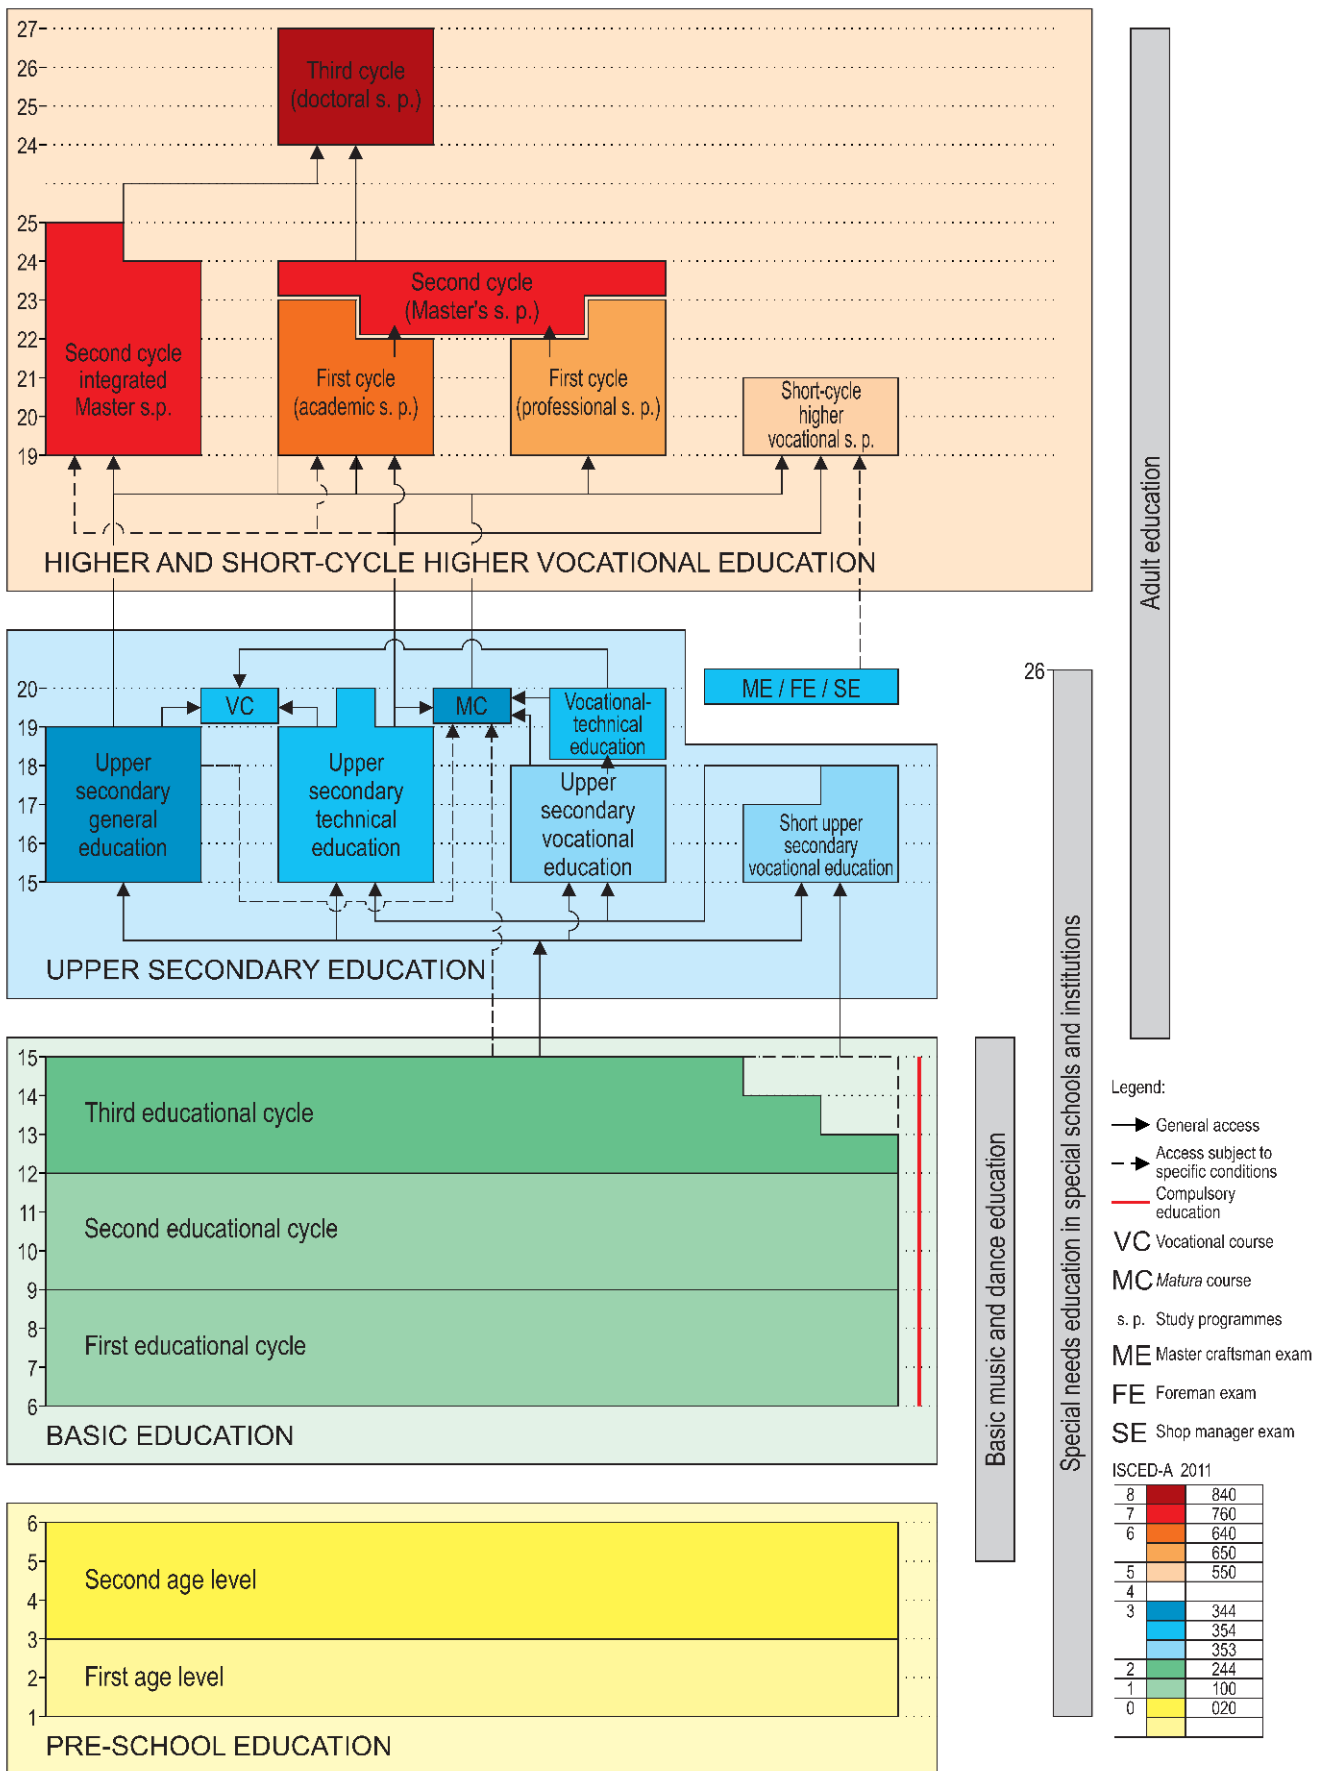 27
26
25
24
25
24
23
22
21
20
19
Third cycle
(doctoral s. p.)
Second cycle
(Master's s. p.)
Second cycle
integrated
Master s.p.
First cycle
(academic s. p.)
First cycle
(professional s. p.)
Short-cycle
higher
vocational s. p.
HIGHER AND SHORT-CYCLE HIGHER VOCATIONAL EDUCATION
20
19
18
17
16
15
VC
MC
Vocational-
technical
education
ME / FE / SE
Upper
secondary
general
education
Upper
secondary
technical
education
Upper
secondary
vocational
education
Short upper
secondary
vocational education
UPPER SECONDARY EDUCATION
15
14
13
12
11
10
9
8
7
6
Third educational cycle
Second educational cycle
First educational cycle
BASIC EDUCATION
6
5
4
3
2
1
Second age level
First age level
PRE-SCHOOL EDUCATION
Basic music and dance education
26
Special needs education in special schools and institutions
Adult education
Legend:
General access
Access subject to
specific conditions
Compulsory
education
VC Vocational course
MC Matura course
s. p. Study programmes
ME Master craftsman exam
FE Foreman exam
SE Shop manager exam
ISCED-A 2011
8 840
7 760
6 640
650
5 550
4
3 344
354
353
2 244
1 100
0 020